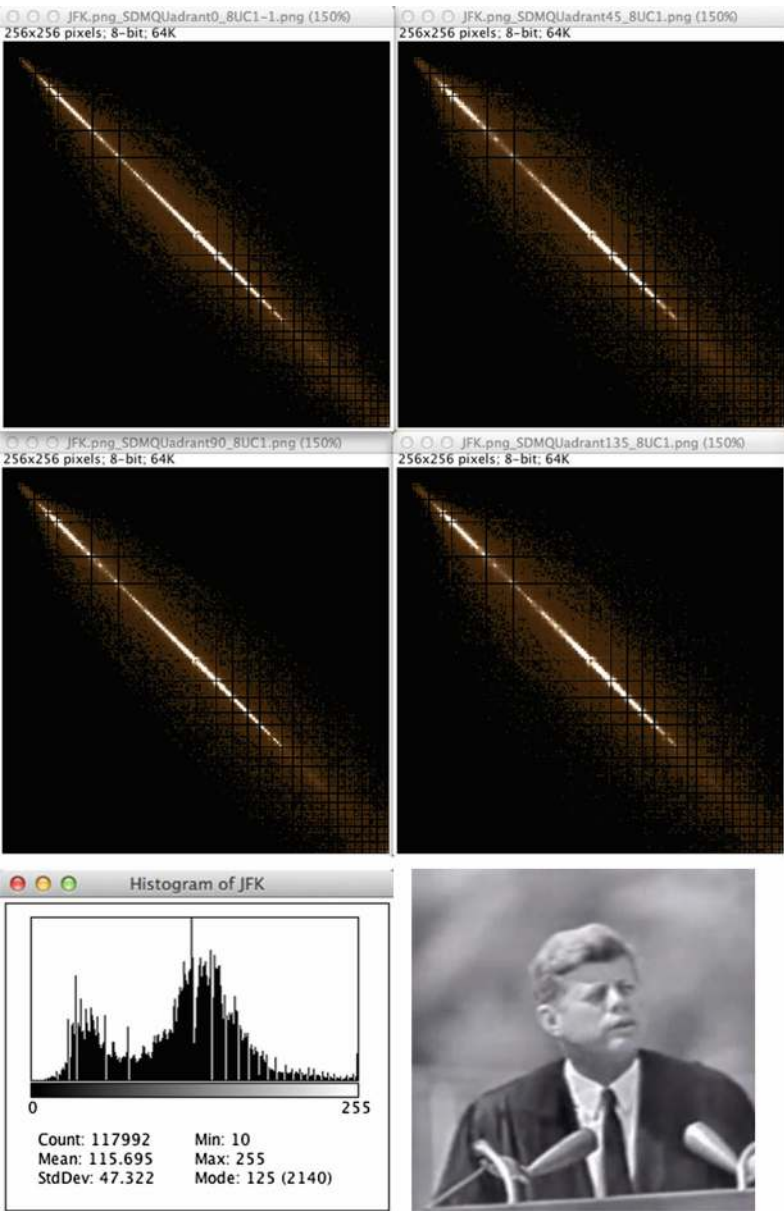 JFK.png_SDMQUadrant0_8UC1-1.png (150%)
256x256 pixels; 8-bit; 64K
JFK.png_SDMQUadrant45_8UC1.png (150%)
256x256 pixels; 8-bit; 64K
JFK.png_SDMQUadrant90_8UC1.png (150%)
256x256 pixels; 8-bit; 64K
JFK.png_SDMQUadrant135_8UC1.png (150%)
256x256 pixels; 8-bit; 64K
Histogram of JFK
0 255
Count: 117992 Min: 10
Mean: 115.695 Max: 255
StdDev: 47.322 Mode: 125 (2140)